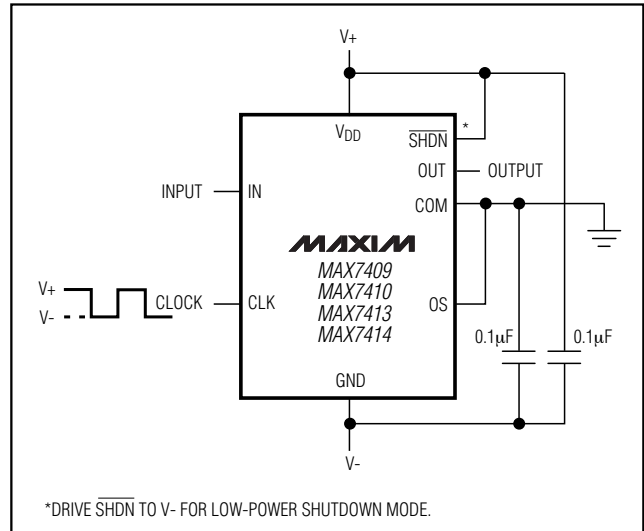 V+
VDD
SHDN
*
OUT
OUTPUT
INPUT
IN
COM
MAXIM
MAX7409
MAX7410
MAX7413
MAX7414
V+
V-
CLOCK
CLK
OS
0.1µF
0.1µF
GND
V-
*DRIVE SHDN TO V- FOR LOW-POWER SHUTDOWN MODE.